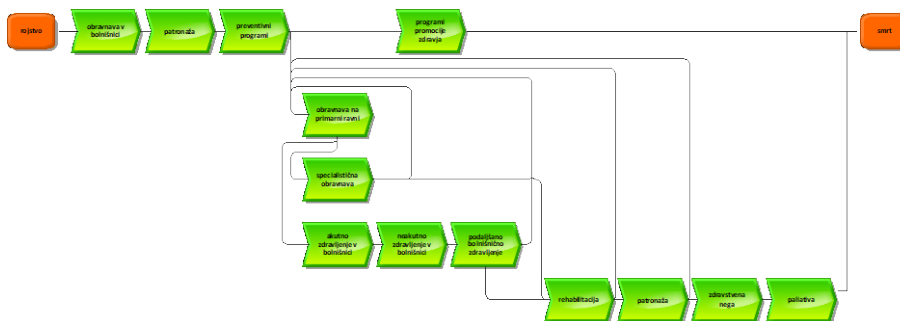 rojstvo
obravnava v
bolnišnici
patronaža
preventivni
programi
programi
promocije
zdravja
smrt
obravnava na
primarni ravni
specialistična
obravnava
akutno
zdravljenje v
bolnišnici
neakutno
zdravljenje v
bolnišnici
podaljšano
bolnišnično
zdravljenje
rehabilitacija
patronaža
zdravstvena
nega
paliativa